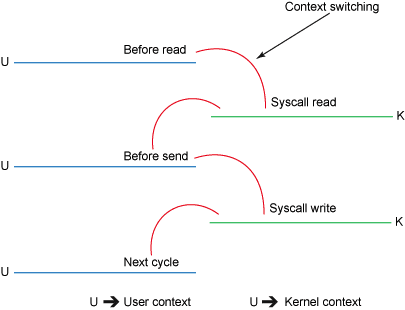 Context switching
Before read
U
Syscall read
K
Before send
U
Syscall write
K
Next cycle
U
U ➔ User context
U ➔ Kernel context